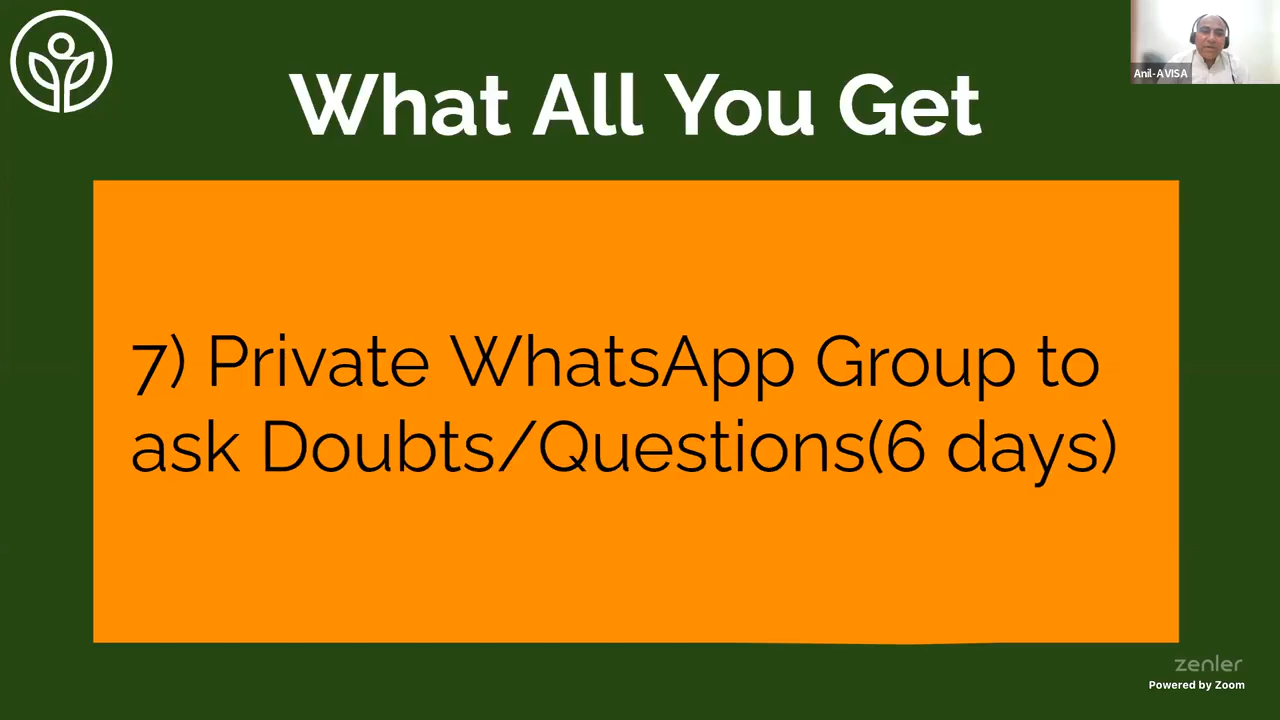 What All You Get
Anil-AVISA
7) Private WhatsApp Group to
ask Doubts/Questions(6 days)
zenler
Powered by Zoom